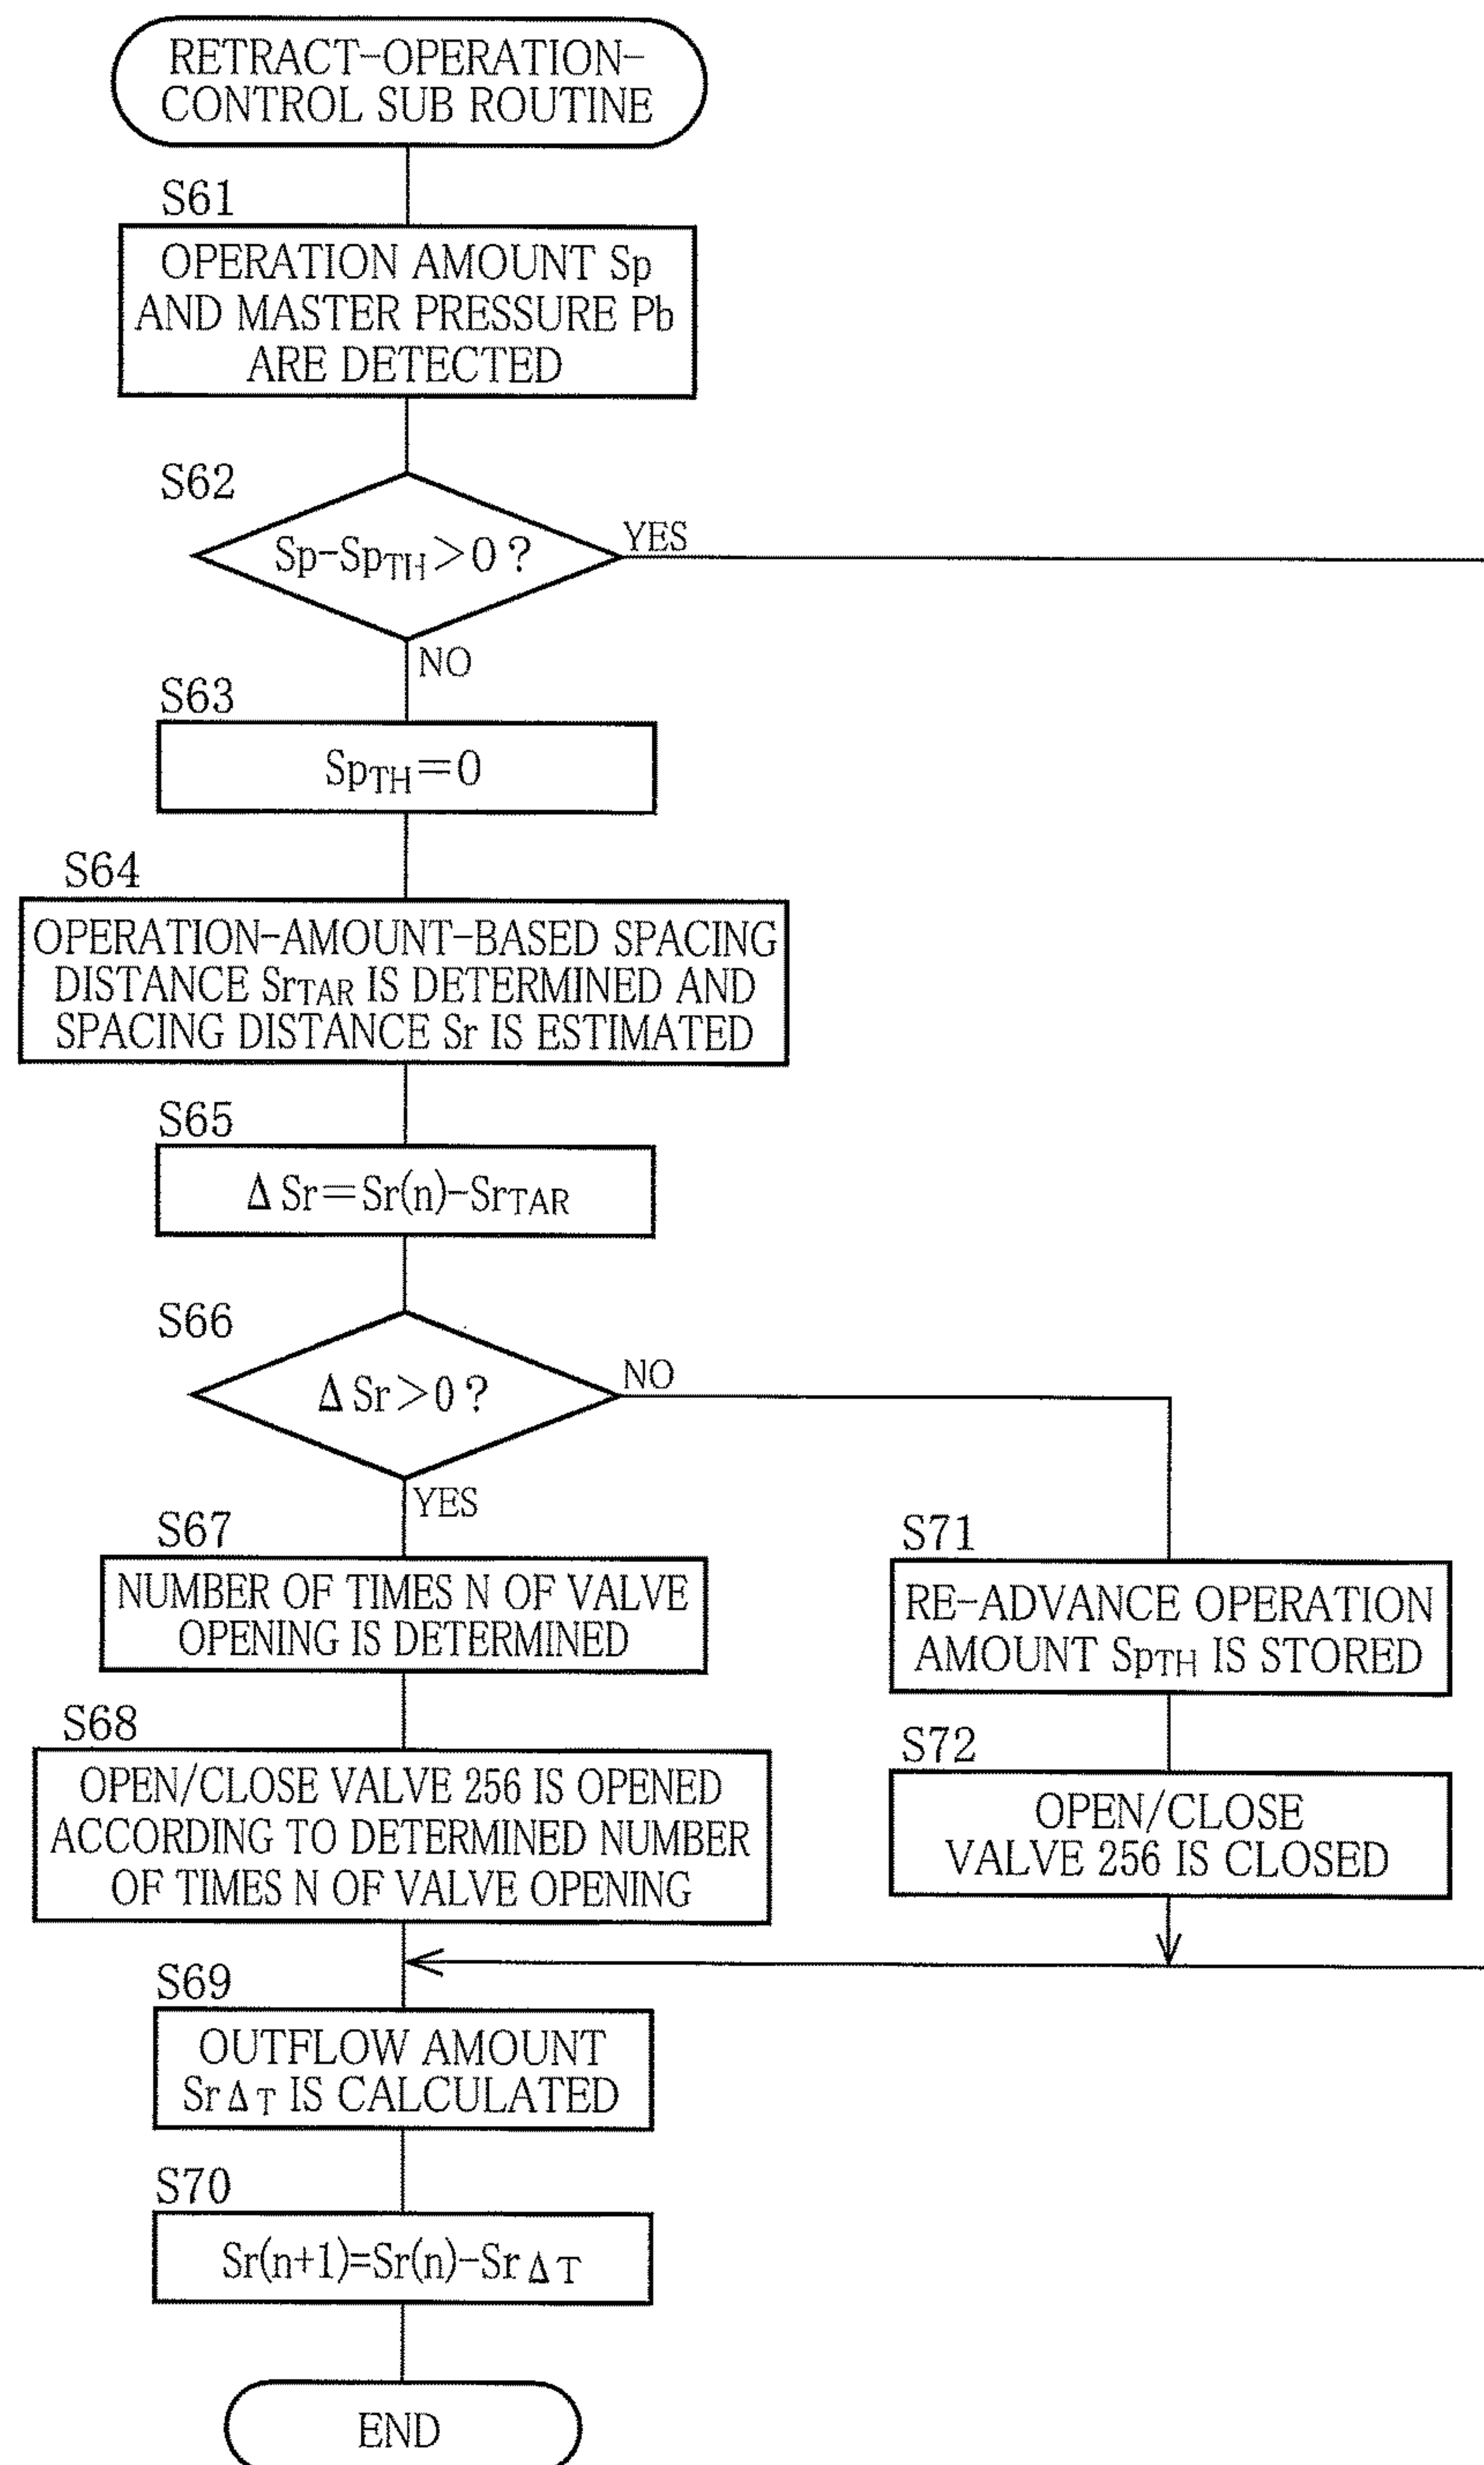 RETRACT-OPERATION-
CONTROL SUB ROUTINE
S61
OPERATION AMOUNT Sp
AND MASTER PRESSURE Pb
ARE DETECTED
S62
Sp-SpTH>0?
YES
NO
S63
SpTH=0
S64
OPERATION-AMOUNT-BASED SPACING
DISTANCE SrTAR IS DETERMINED AND
SPACING DISTANCE Sr IS ESTIMATED
S65
Δ Sr=Sr(n)-SrTAR
S66
Δ Sr>0?
NO
YES
S67
NUMBER OF TIMES N OF VALVE
OPENING IS DETERMINED
S68
OPEN/CLOSE VALVE 256 IS OPENED
ACCORDING TO DETERMINED NUMBER
OF TIMES N OF VALVE OPENING
S71
RE-ADVANCE OPERATION
AMOUNT SpTH IS STORED
S72
OPEN/CLOSE
VALVE 256 IS CLOSED
S69
OUTFLOW AMOUNT
SrΔT IS CALCULATED
S70
Sr(n+1)=Sr(n)-SrΔT
END